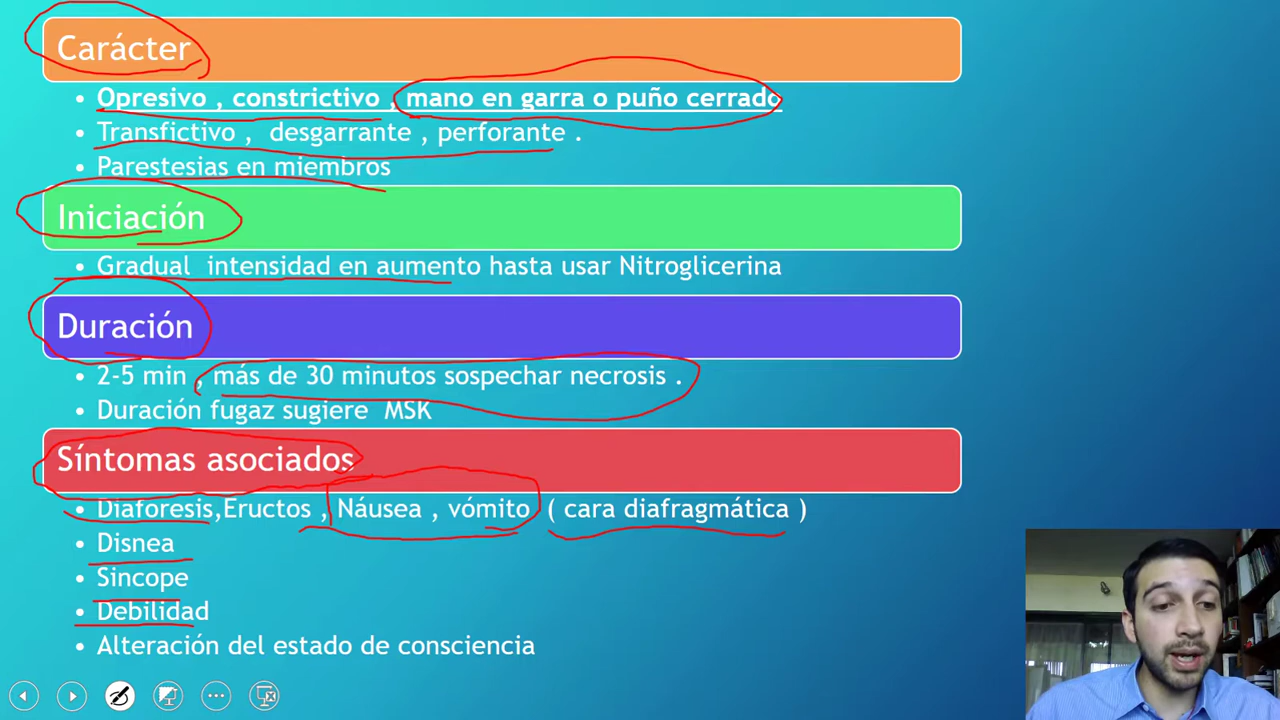 Carácter
• Opresivo , constrictivo , mano en garra o puño cerrado
• Transfictivo , desgarrante , perforante .
• Parestesias en miembros
Iniciación
• Gradual intensidad en aumento hasta usar Nitroglicerina
Duración
• 2-5 min , más de 30 minutos sospechar necrosis .
• Duración fugaz sugiere MSK
Síntomas asociados
• Diaforesis,Eructos , Náusea , vómito ( cara diafragmática )
• Disnea
• Sincope
• Debilidad
• Alteración del estado de consciencia